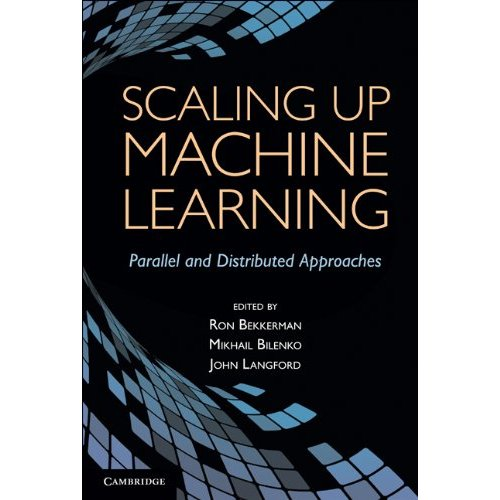 SCALING UP
MACHINE
LEARNING
Parallel and Distributed Approaches
EDITED BY
RON BEKKERMAN
MIKHAIL BILENKO
JOHN LANGFORD
CAMBRIDGE